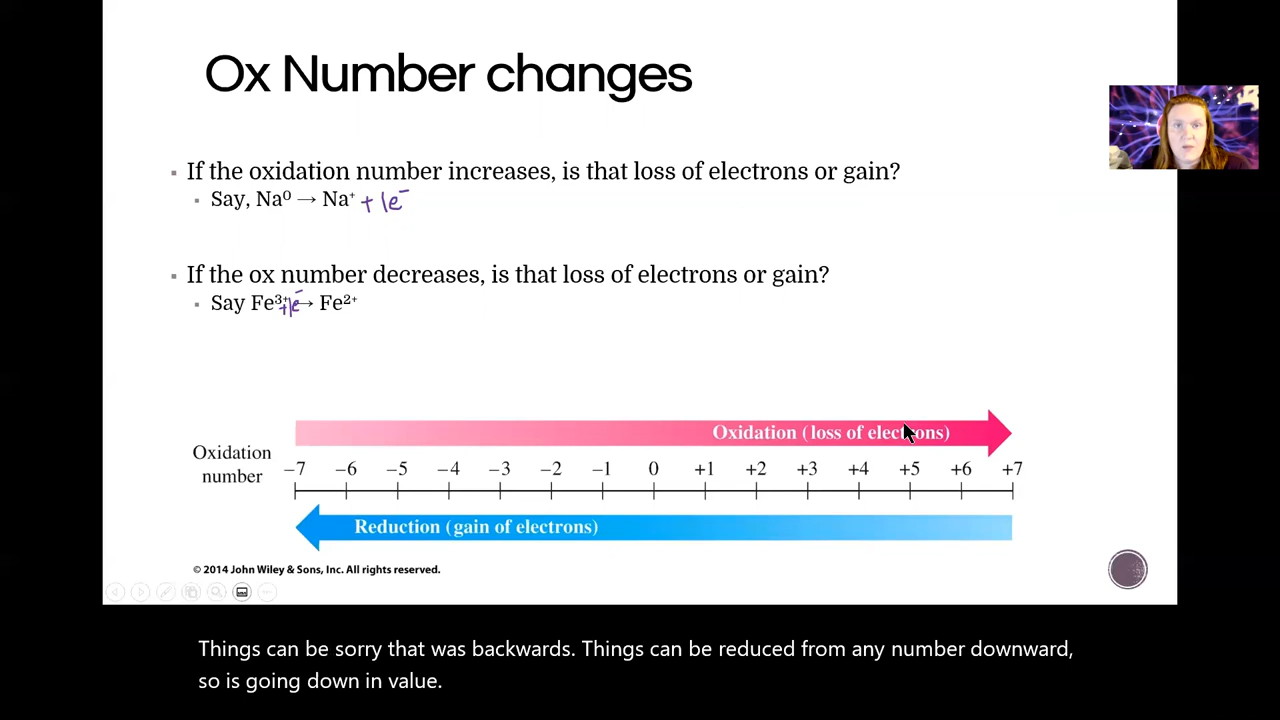 Ox Number changes
▪ If the oxidation number increases, is that loss of electrons or gain?
▪ Say, Na⁰ → Na⁺ + 1e⁻
▪ If the ox number decreases, is that loss of electrons or gain?
▪ Say Fe³⁺ +1e⁻ → Fe²⁺
Oxidation (loss of electrons)
Oxidation number
−7 −6 −5 −4 −3 −2 −1 0 +1 +2 +3 +4 +5 +6 +7
Reduction (gain of electrons)
© 2014 John Wiley & Sons, Inc. All rights reserved.
Things can be sorry that was backwards. Things can be reduced from any number downward,
so is going down in value.